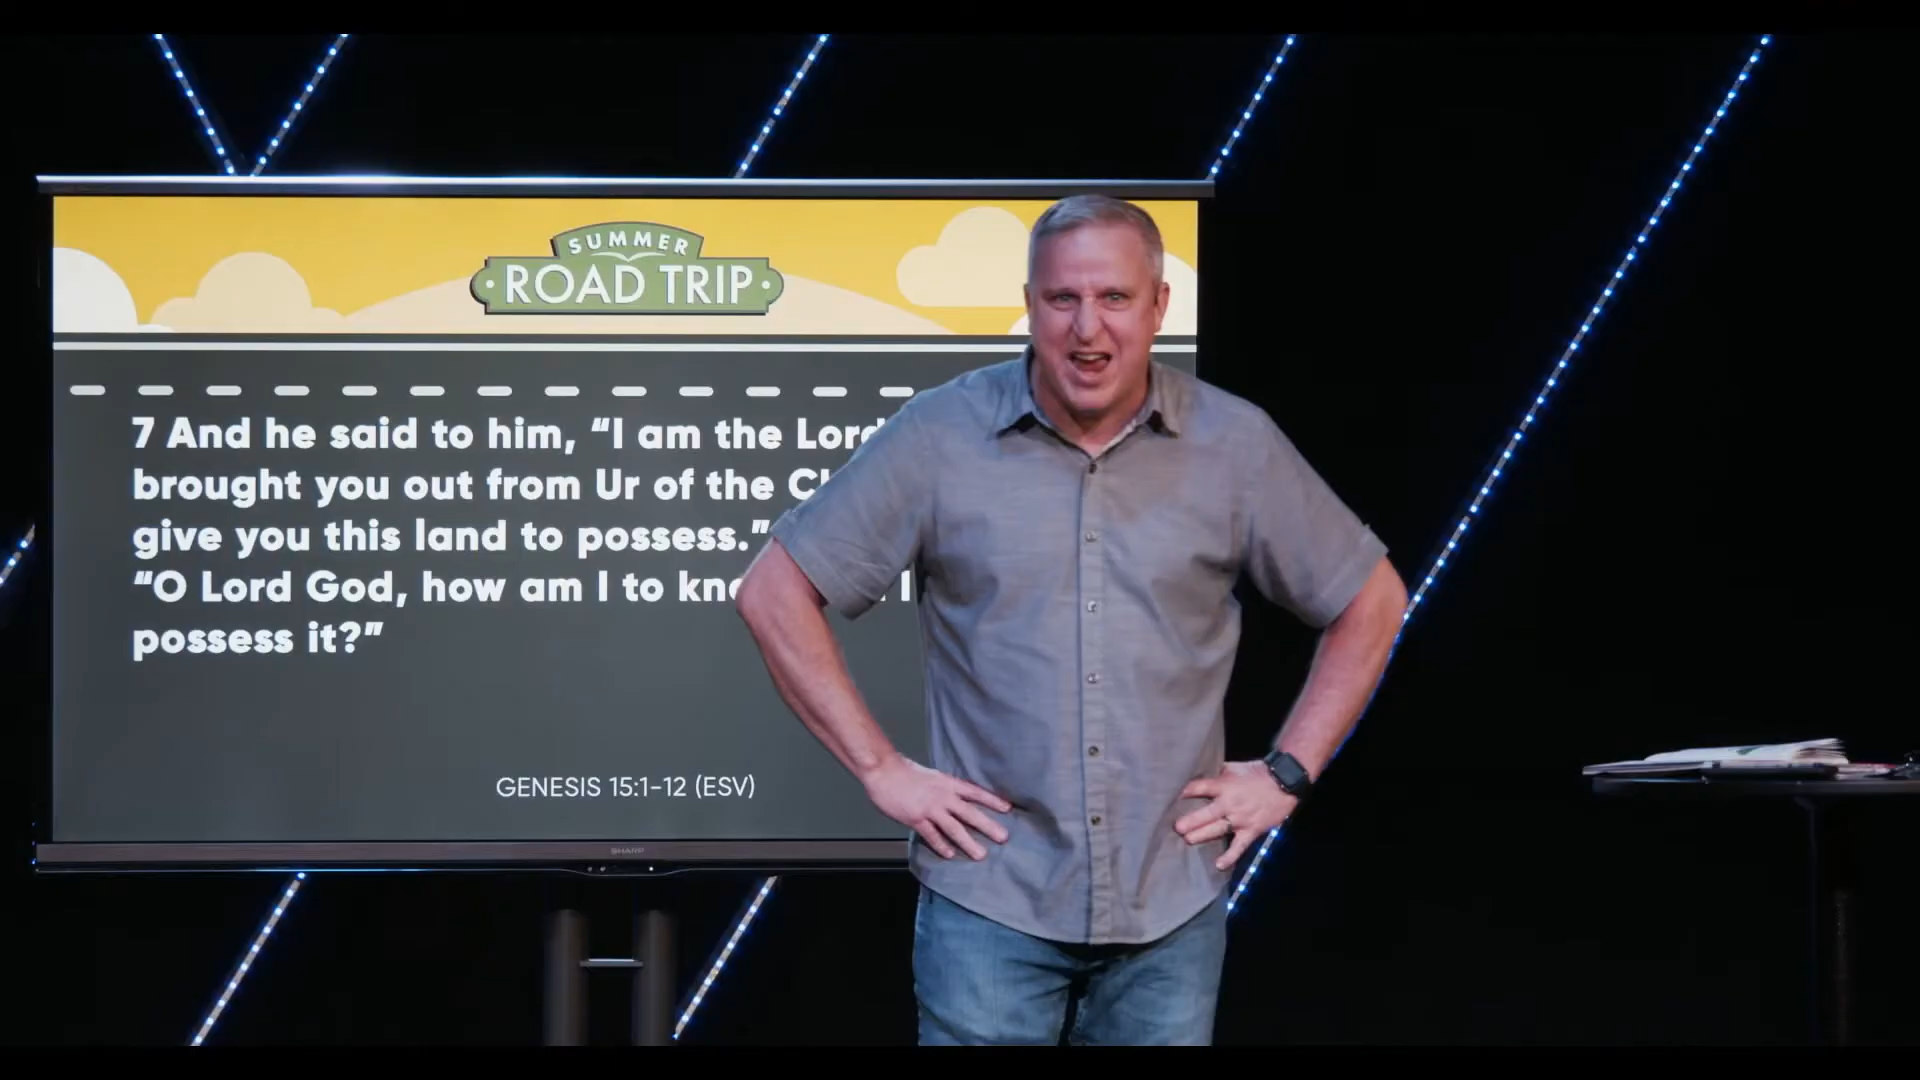 SUMMER
· ROAD TRIP ·
7 And he said to him, “I am the Lord
brought you out from Ur of the
give you this land to possess.”
“O Lord God, how am I to I
possess it?”
GENESIS 15:1-12 (ESV)
SHARP